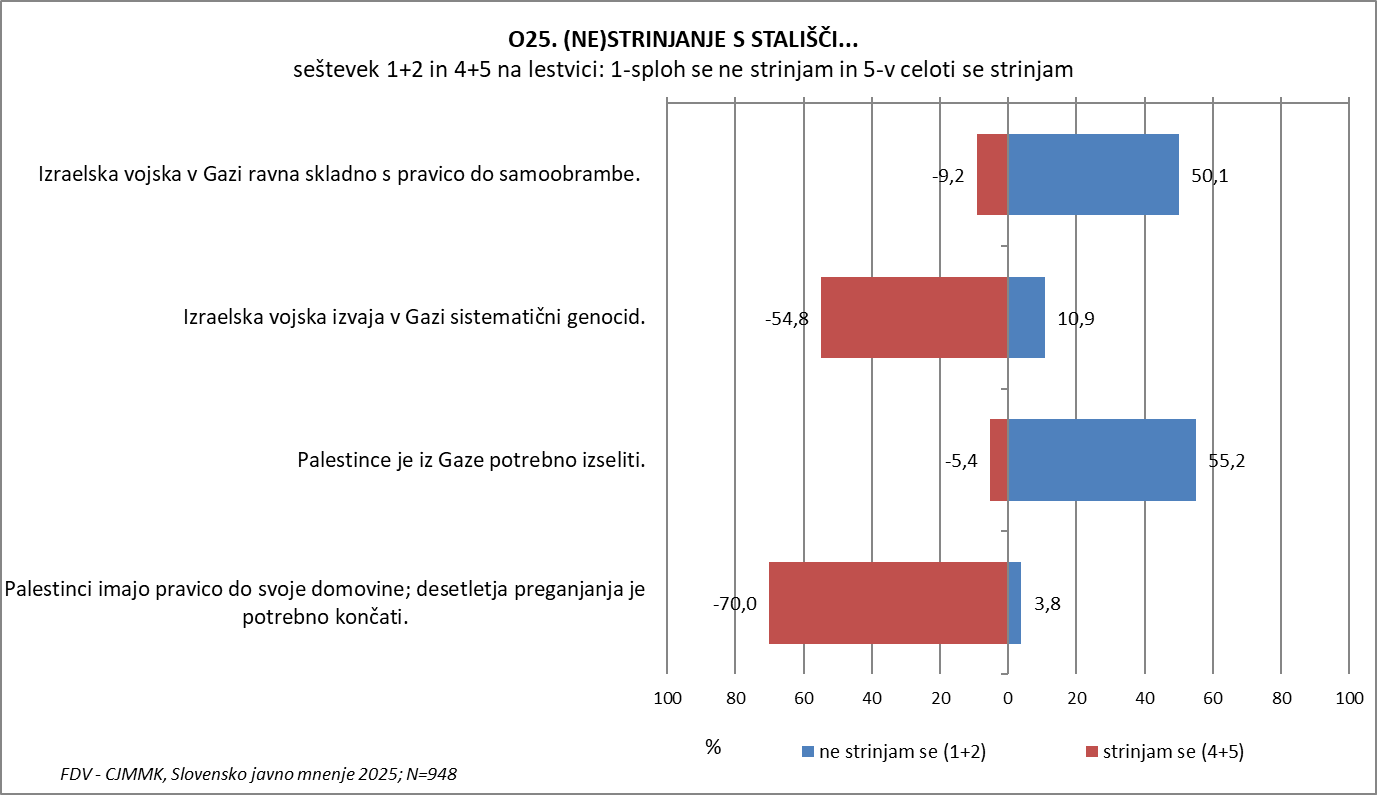 O25. (NE)STRINJANJE S STALIŠČI...
seštevek 1+2 in 4+5 na lestvici: 1-sploh se ne strinjam in 5-v celoti se strinjam
Izraelska vojska v Gazi ravna skladno s pravico do samoobrambe.
-9,2
50,1
Izraelska vojska izvaja v Gazi sistematični genocid.
-54,8
10,9
Palestince je iz Gaze potrebno izseliti.
-5,4
55,2
Palestinci imajo pravico do svoje domovine; desetletja preganjanja je
potrebno končati.
-70,0
3,8
100 80 60 40 20 0 20 40 60 80 100
%
ne strinjam se (1+2)
strinjam se (4+5)
FDV - CJMMK, Slovensko javno mnenje 2025; N=948